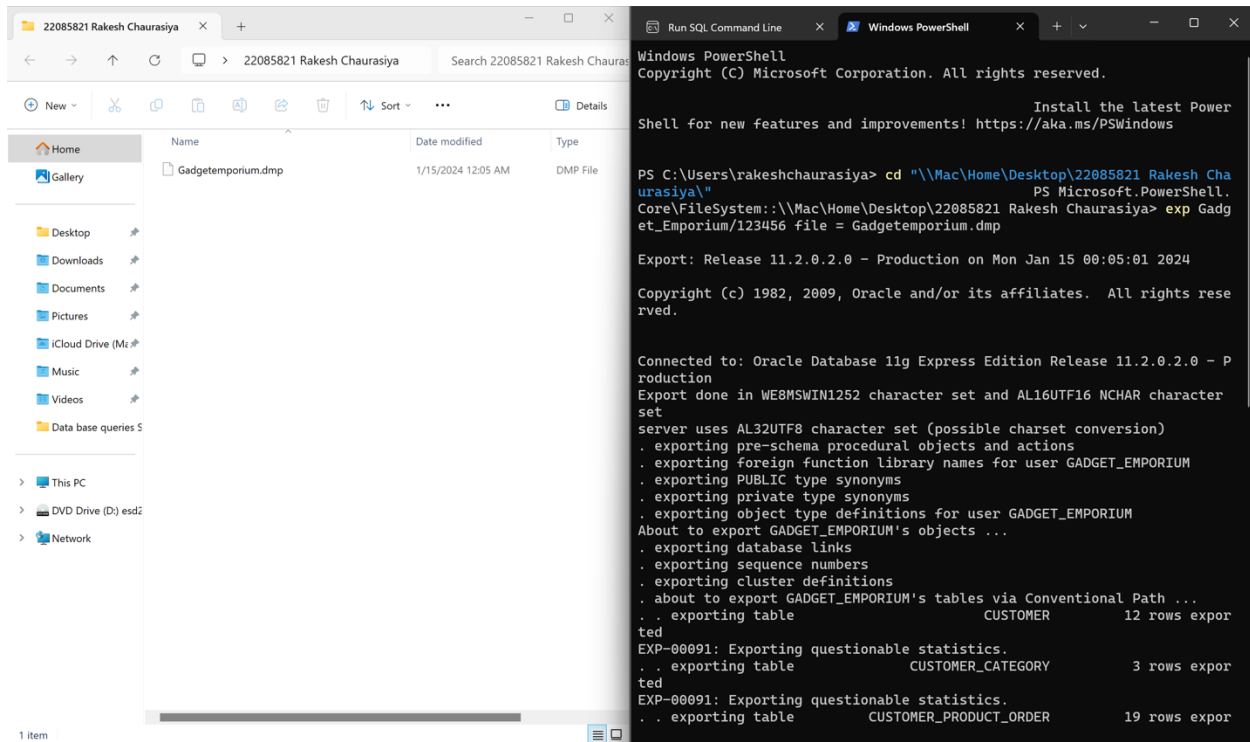 22085821 Rakesh Chaurasiya
22085821 Rakesh Chaurasiya
Search 22085821 Rakesh Chauras
New
Sort
Details
Home
Gallery
Desktop
Downloads
Documents
Pictures
iCloud Drive (Ma
Music
Videos
Data base queries S
This PC
DVD Drive (D:) esd2
Network
Name
Date modified
Type
Gadgetemporium.dmp
1/15/2024 12:05 AM
DMP File
1 item
Run SQL Command Line
Windows PowerShell
Windows PowerShell
Copyright (C) Microsoft Corporation. All rights reserved.
Install the latest Power
Shell for new features and improvements! https://aka.ms/PSWindows
PS C:\Users\rakeshchaurasiya> cd "\\Mac\Home\Desktop\22085821 Rakesh Cha
urasiya\" PS Microsoft.PowerShell.
Core\FileSystem::\\Mac\Home\Desktop\22085821 Rakesh Chaurasiya> exp Gadg
et_Emporium/123456 file = Gadgetemporium.dmp
Export: Release 11.2.0.2.0 - Production on Mon Jan 15 00:05:01 2024
Copyright (c) 1982, 2009, Oracle and/or its affiliates.  All rights rese
rved.
Connected to: Oracle Database 11g Express Edition Release 11.2.0.2.0 - P
roduction
Export done in WE8MSWIN1252 character set and AL16UTF16 NCHAR character
set
server uses AL32UTF8 character set (possible charset conversion)
. exporting pre-schema procedural objects and actions
. exporting foreign function library names for user GADGET_EMPORIUM
. exporting PUBLIC type synonyms
. exporting private type synonyms
. exporting object type definitions for user GADGET_EMPORIUM
About to export GADGET_EMPORIUM's objects ...
. exporting database links
. exporting sequence numbers
. exporting cluster definitions
. about to export GADGET_EMPORIUM's tables via Conventional Path ...
. . exporting table CUSTOMER 12 rows expor
ted
EXP-00091: Exporting questionable statistics.
. . exporting table CUSTOMER_CATEGORY 3 rows expor
ted
EXP-00091: Exporting questionable statistics.
. . exporting table CUSTOMER_PRODUCT_ORDER 19 rows expor